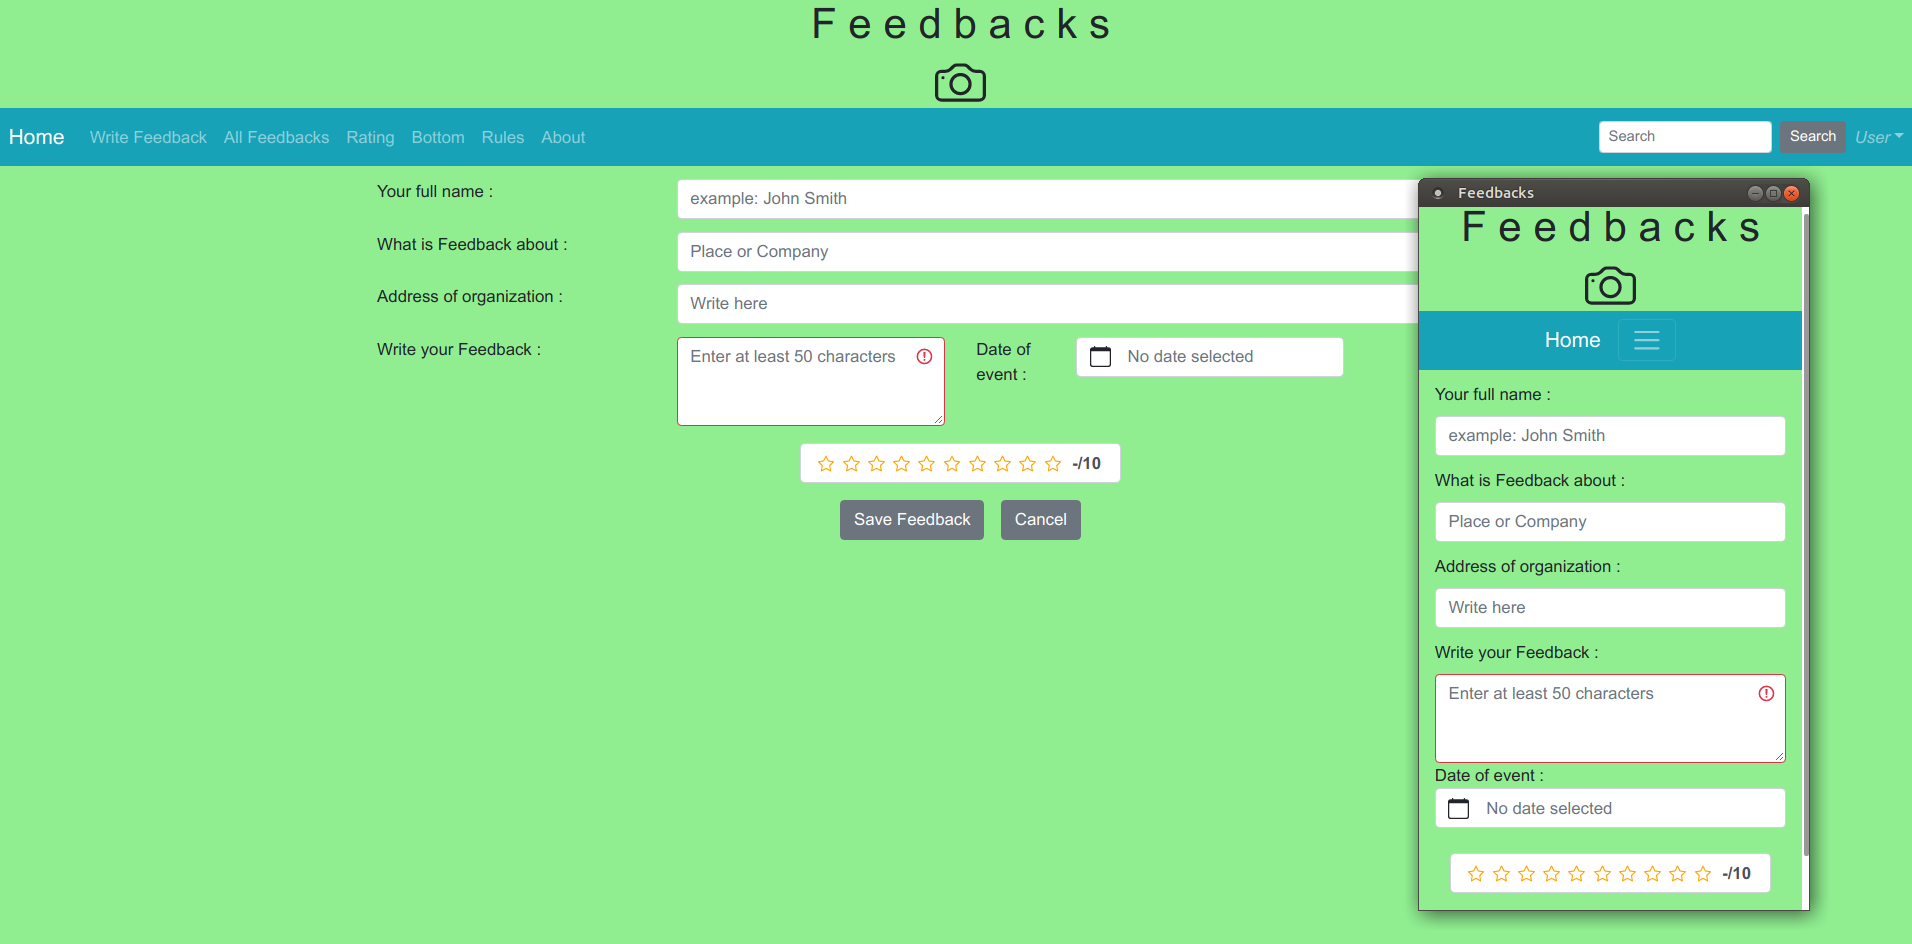 Feedbacks
Home Write Feedback All Feedbacks Rating Bottom Rules About Search Search User
Your full name : example: John Smith
What is Feedback about : Place or Company
Address of organization : Write here
Write your Feedback : Enter at least 50 characters Date of event : No date selected
-/10
Save Feedback Cancel
Feedbacks
Feedbacks
Home
Your full name :
example: John Smith
What is Feedback about :
Place or Company
Address of organization :
Write here
Write your Feedback :
Enter at least 50 characters
Date of event :
No date selected
-/10